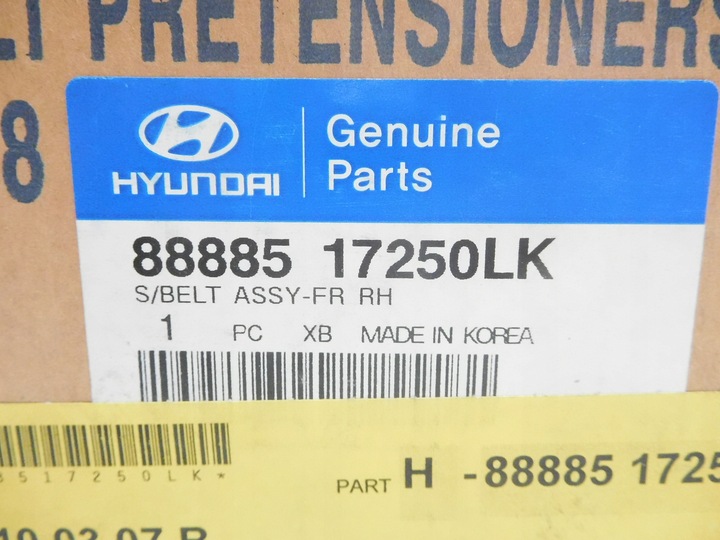 PRETENSIONERS
8
HYUNDAI
Genuine
Parts
88885 17250LK
S/BELT ASSY-FR RH
1 PC XB MADE IN KOREA
8517250LK*
PART H -88885 1725